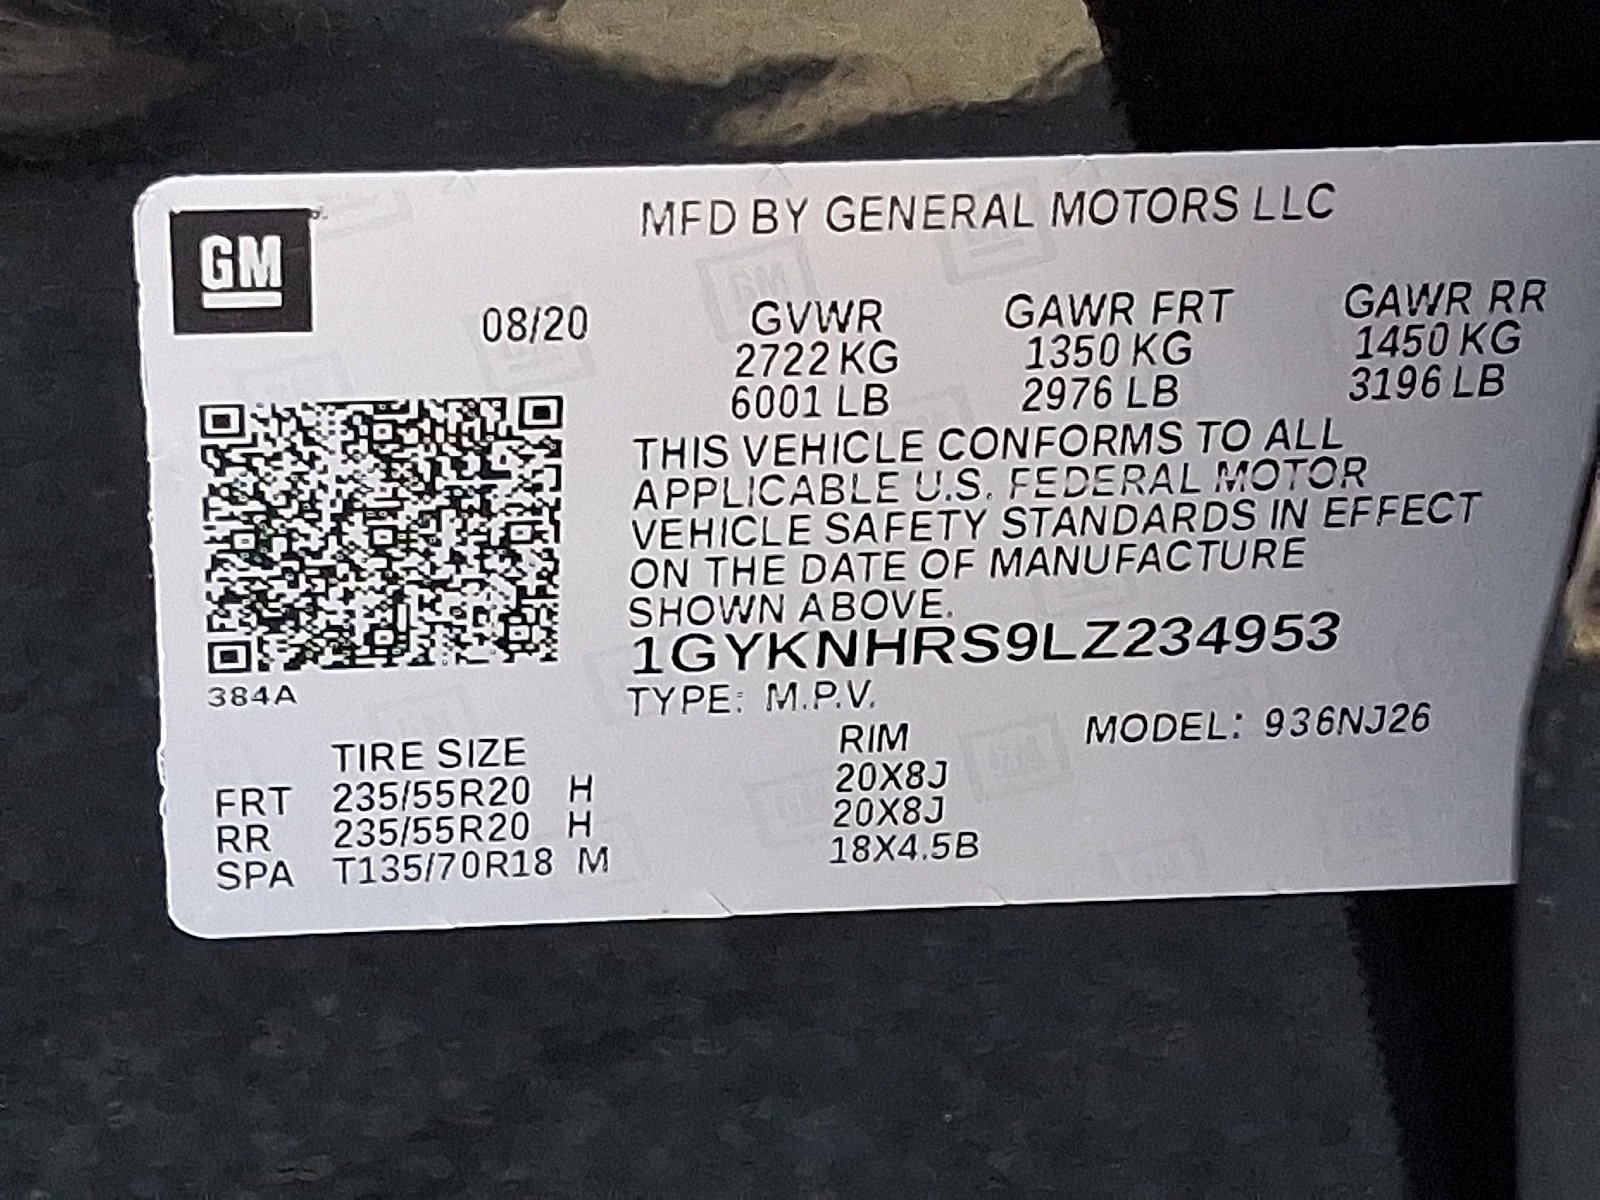 GM
MFD BY GENERAL MOTORS LLC
08/20
GVWR GAWR FRT GAWR RR
2722 KG 1350 KG 1450 KG
6001 LB 2976 LB 3196 LB
THIS VEHICLE CONFORMS TO ALL
APPLICABLE U.S. FEDERAL MOTOR
VEHICLE SAFETY STANDARDS IN EFFECT
ON THE DATE OF MANUFACTURE
SHOWN ABOVE.
1GYKNHRS9LZ234953
384A
TYPE: M.P.V.
MODEL: 936NJ26
TIRE SIZE RIM
FRT 235/55R20 H 20X8J
RR 235/55R20 H 20X8J
SPA T135/70R18 M 18X4.5B